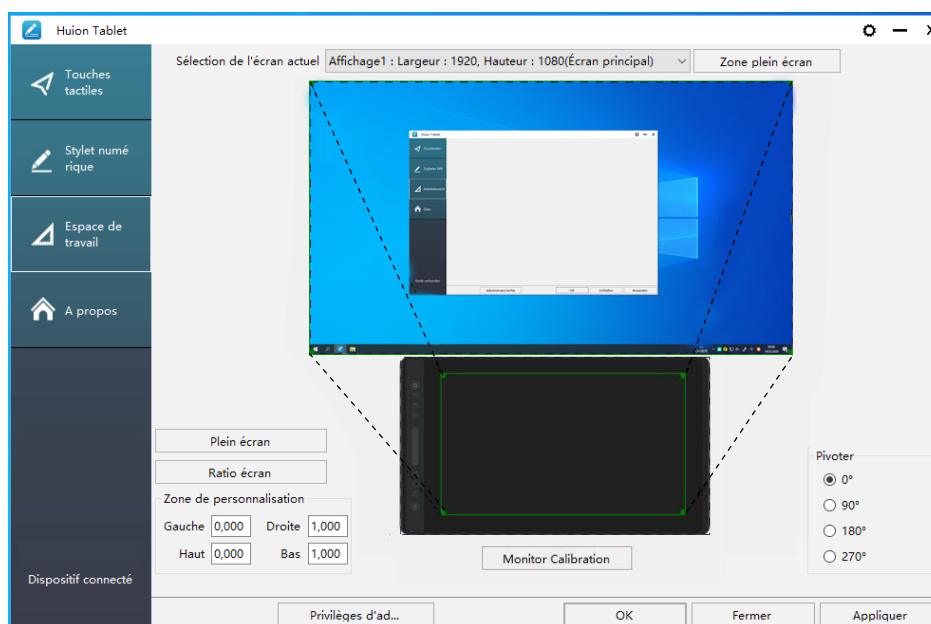 Huion Tablet
Touches
tactiles
Stylet numé
rique
Espace de
travail
A propos
Dispositif connecté
Sélection de l'écran actuel
Affichage1 : Largeur : 1920, Hauteur : 1080(Écran principal)
Zone plein écran
Huion Tablet
Plein écran
Ratio écran
Zone de personnalisation
Gauche 0,000 Droite 1,000
Haut 0,000 Bas 1,000
Monitor Calibration
Pivoter
0°
90°
180°
270°
Privilèges d'ad...
OK
Fermer
Appliquer